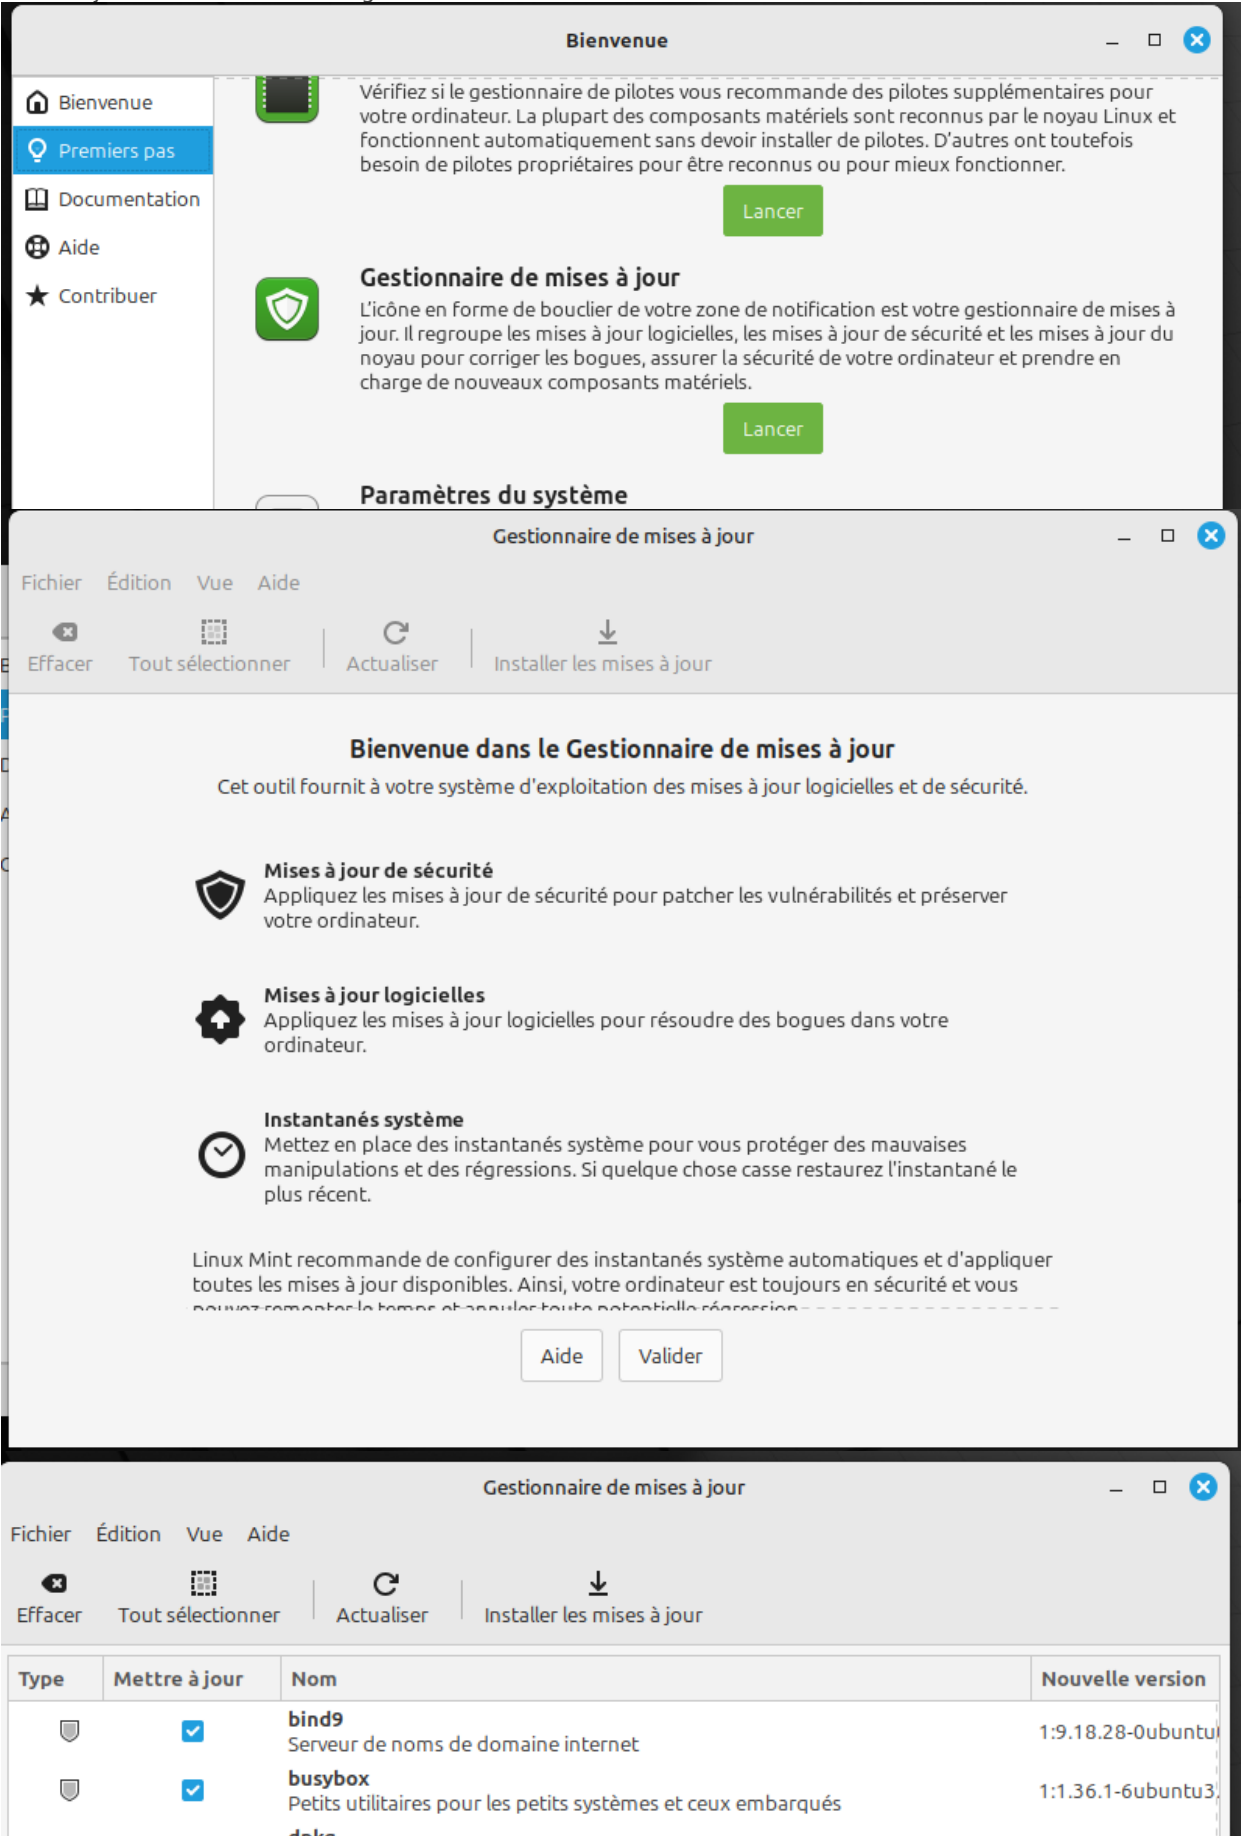 Bienvenue
Bienvenue
Premiers pas
Documentation
Aide
Contribuer
Vérifiez si le gestionnaire de pilotes vous recommande des pilotes supplémentaires pour
votre ordinateur. La plupart des composants matériels sont reconnus par le noyau Linux et
fonctionnent automatiquement sans devoir installer de pilotes. D'autres ont toutefois
besoin de pilotes propriétaires pour être reconnus ou pour mieux fonctionner.
Lancer
Gestionnaire de mises à jour
L'icône en forme de bouclier de votre zone de notification est votre gestionnaire de mises à
jour. Il regroupe les mises à jour logicielles, les mises à jour de sécurité et les mises à jour du
noyau pour corriger les bogues, assurer la sécurité de votre ordinateur et prendre en
charge de nouveaux composants matériels.
Lancer
Paramètres du système
Gestionnaire de mises à jour
Fichier Édition Vue Aide
Effacer Tout sélectionner Actualiser Installer les mises à jour
Bienvenue dans le Gestionnaire de mises à jour
Cet outil fournit à votre système d'exploitation des mises à jour logicielles et de sécurité.
Mises à jour de sécurité
Appliquez les mises à jour de sécurité pour patcher les vulnérabilités et préserver
votre ordinateur.
Mises à jour logicielles
Appliquez les mises à jour logicielles pour résoudre des bogues dans votre
ordinateur.
Instantanés système
Mettez en place des instantanés système pour vous protéger des mauvaises
manipulations et des régressions. Si quelque chose casse restaurez l'instantané le
plus récent.
Linux Mint recommande de configurer des instantanés système automatiques et d'appliquer
toutes les mises à jour disponibles. Ainsi, votre ordinateur est toujours en sécurité et vous
pouvez remonter le temps et annuler toute potentielle régression
Aide Valider
Gestionnaire de mises à jour
Fichier Édition Vue Aide
Effacer Tout sélectionner Actualiser Installer les mises à jour
Type Mettre à jour Nom Nouvelle version
bind9
Serveur de noms de domaine internet
1:9.18.28-0ubuntu
busybox
Petits utilitaires pour les petits systèmes et ceux embarqués
1:1.36.1-6ubuntu3.